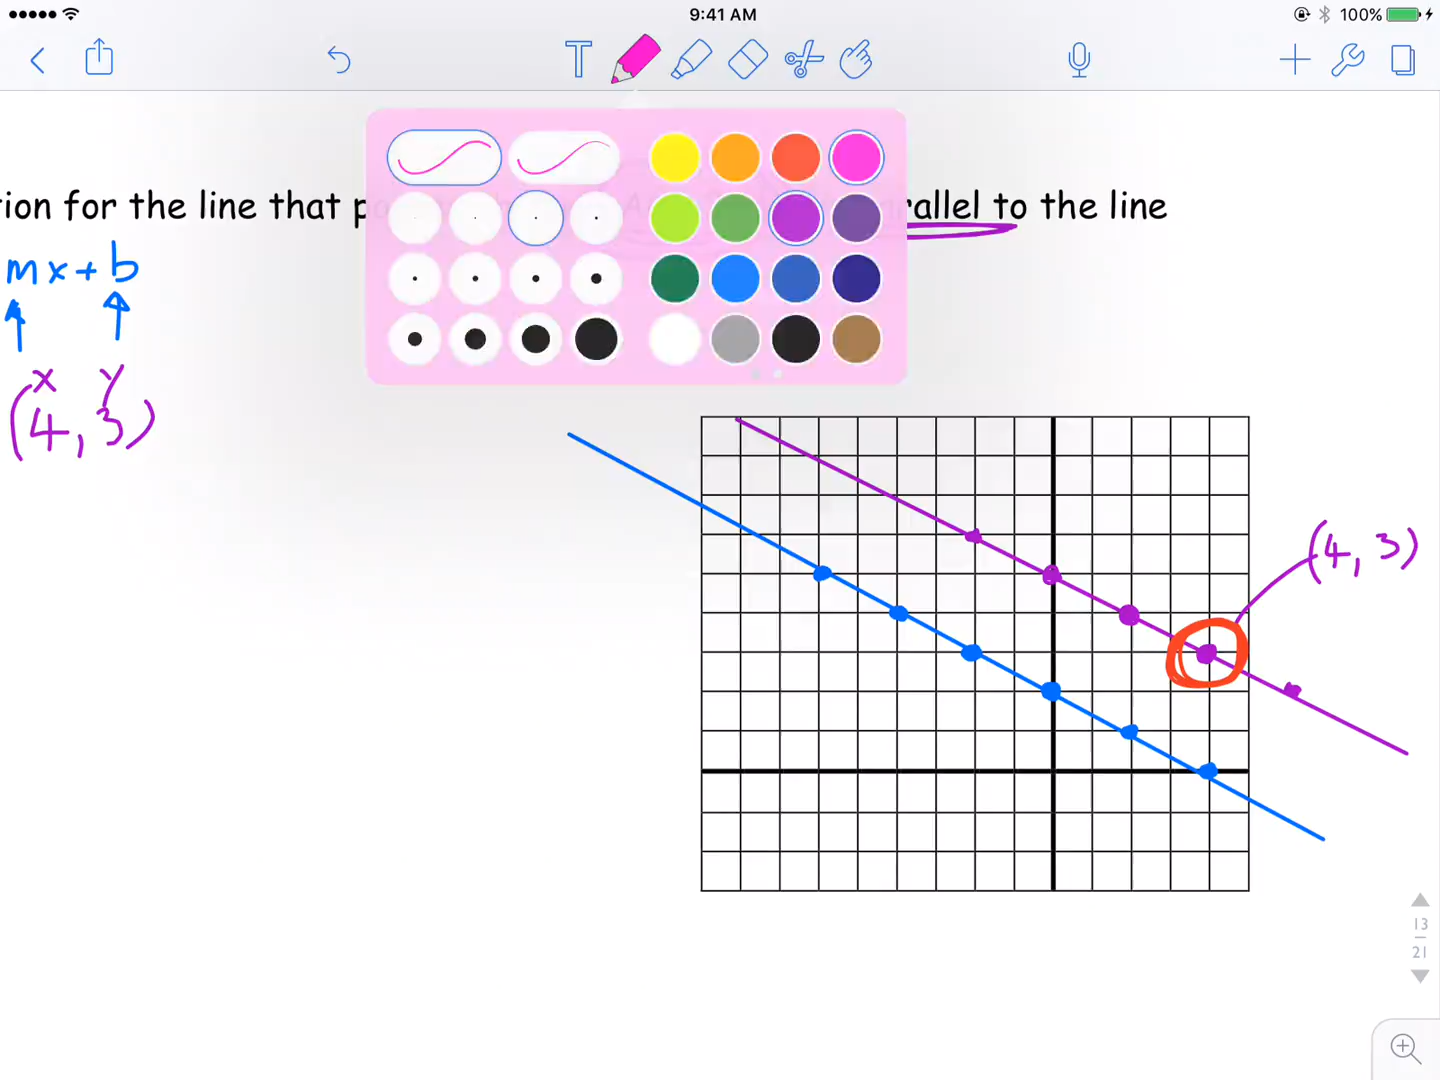 9:41 AM
100%
T
tion for the line that p rallel to the line
mx + b
x y
(4, 3)
(4, 3)
13
21